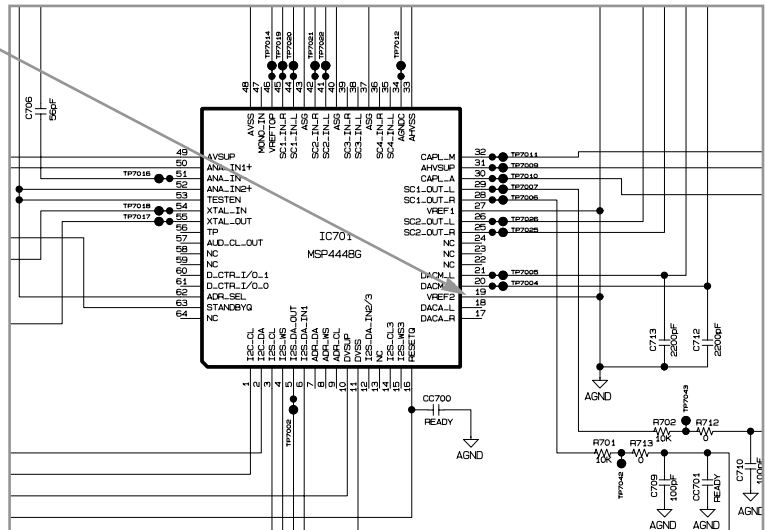 TP7014
TP7019
TP7020
TP7021
TP7022
TP7012
48
47
46
45
44
43
42
41
40
39
38
37
36
35
34
33
C706
56pF
AVSS
MONO_IN
VREFTOP
SC1_IN_R
SC1_IN_L
ASG
SC2_IN_R
SC2_IN_L
ASG
SC3_IN_R
SC3_IN_L
ASG
SC4_IN_R
SC4_IN_L
AGNDC
AHVSS
49 AVSUP
50 ANA_IN1+
TP7016 51 ANA_IN
52 ANA_IN2+
53 TESTEN
TP7018 54 XTAL_IN
TP7017 55 XTAL_OUT
56 TP
57 AUD_CL_OUT
58 NC
59 NC
60 D_CTR_I/O_1
61 D_CTR_I/O_0
62 ADR_SEL
63 STANDBYQ
64 NC
IC701
MSP4448G
CAPL_M 32 TP7011
AHVSUP 31 TP7009
CAPL_A 30 TP7010
SC1_OUT_L 29 TP7007
SC1_OUT_R 28 TP7006
VREF1 27
SC2_OUT_L 26 TP7026
SC2_OUT_R 25 TP7025
NC 24
NC 23
NC 22
DACM_L 21 TP7005
DACM 20 TP7004
VREF2 19
DACA_L 18
DACA_R 17
I2C_CL
I2C_DA
I2S_CL
I2S_WS
I2S_DA_OUT
I2S_DA_IN1
ADR_DA
ADR_WS
ADR_CL
DVSUP
DVSS
I2S_DA_IN2/3
NC
I2S_CL3
I2S_WS3
RESETQ
1
2
3
4
5
6
7
8
9
10
11
12
13
14
15
16
TP7002
CC700
READY
AGND
C713
2200pF
C712
2200pF
AGND
TP7043
R702
10K
R712
0
R701
10K
R713
0
TP7042
C709
100pF
CC701
READY
C710
100pF
AGND
AGND
AGND